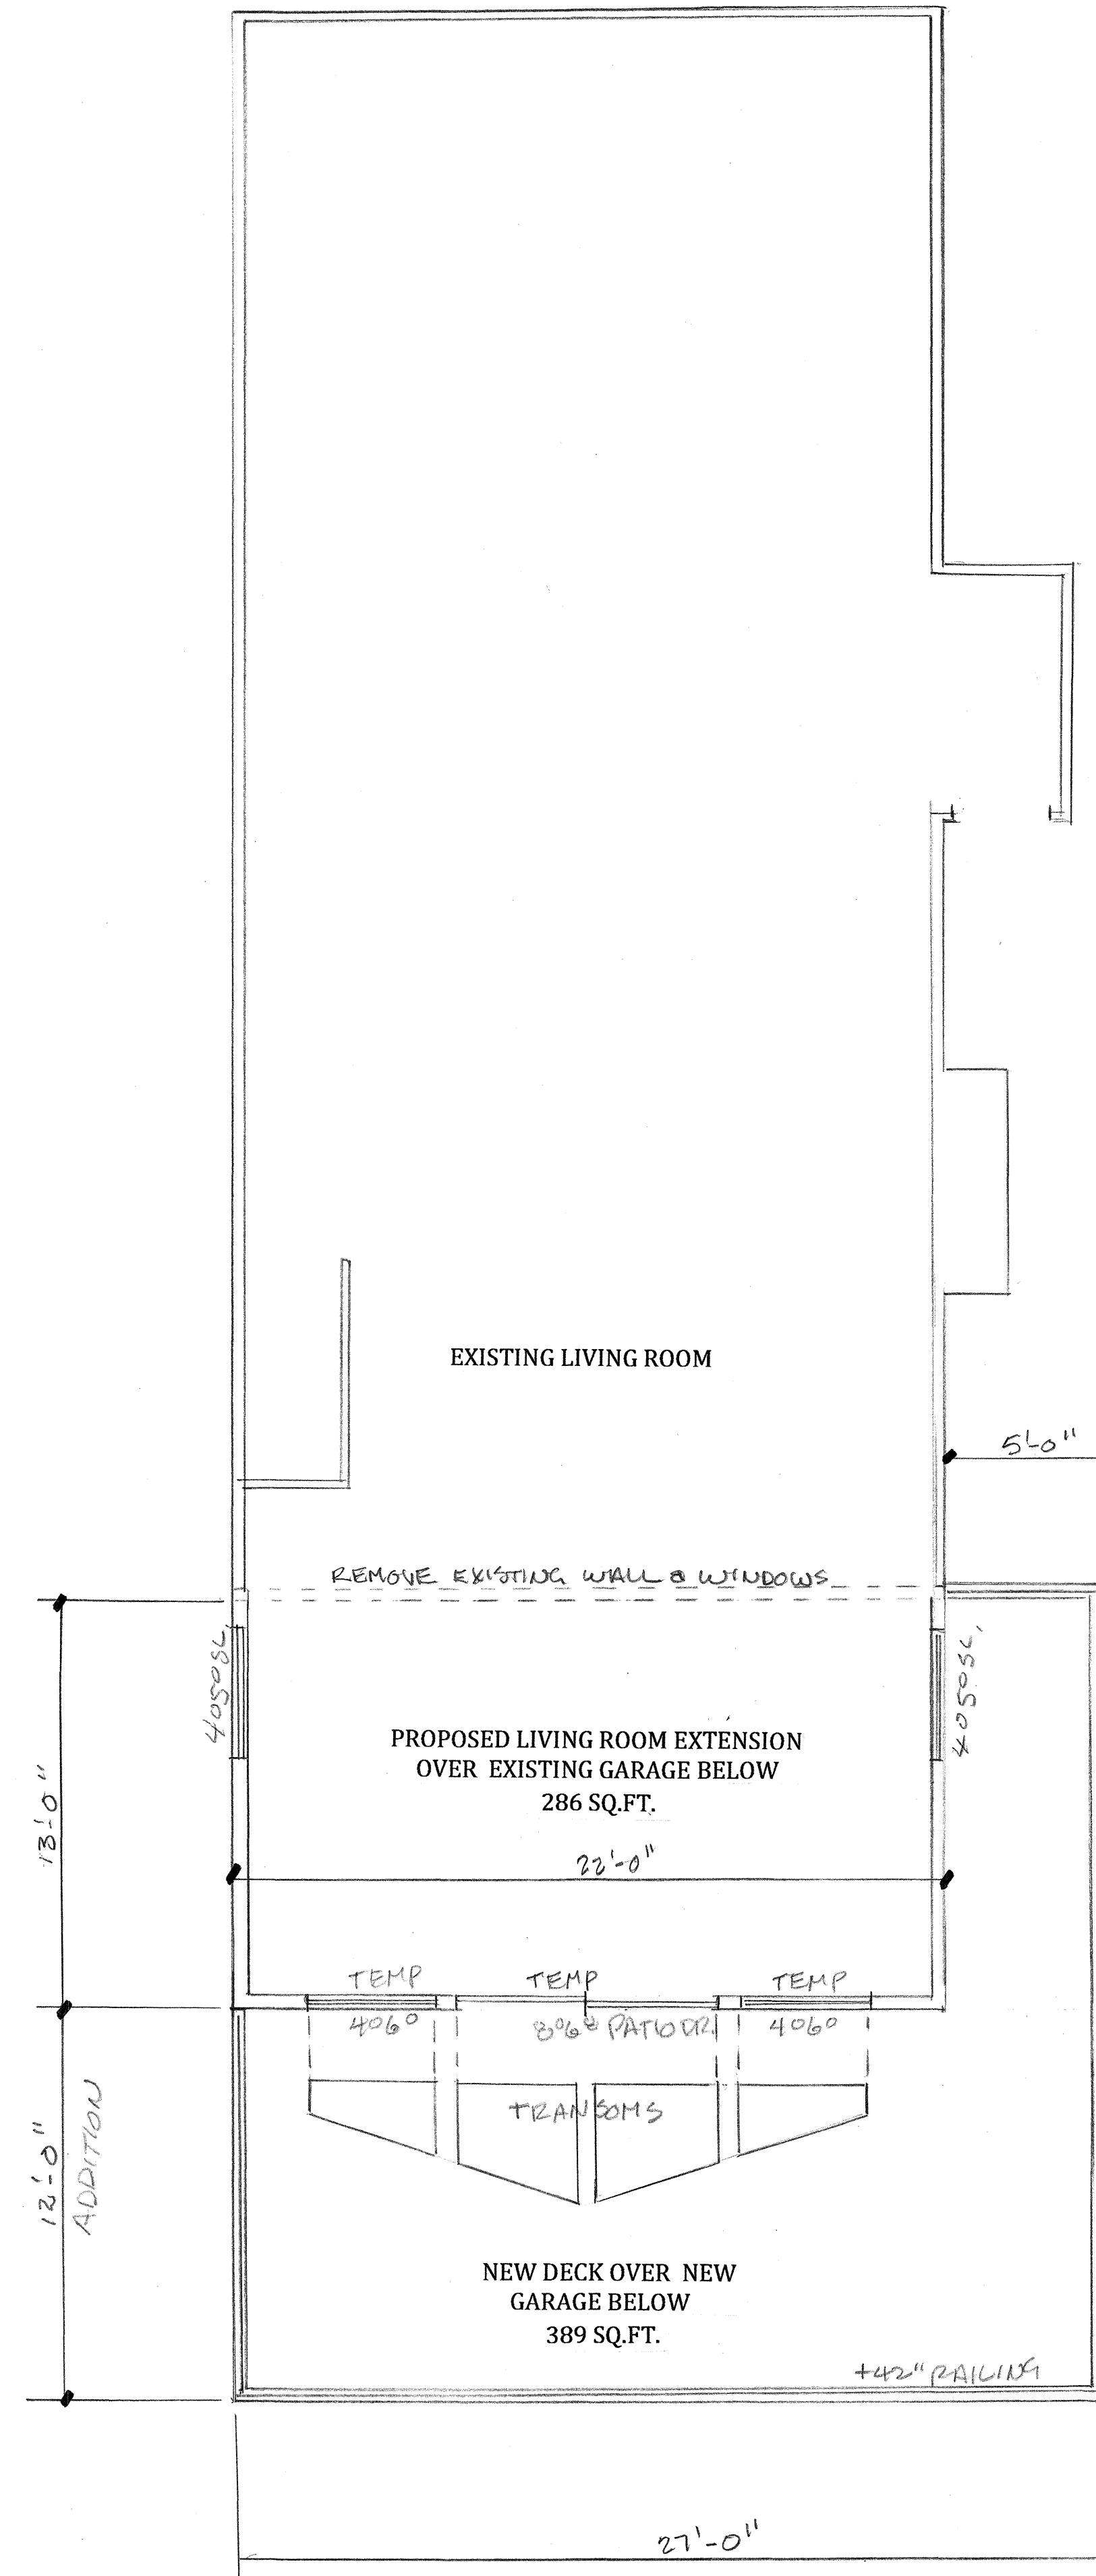 EXISTING LIVING ROOM
5'-0"
REMOVE EXISTING WALL & WINDOWS
4050SL,
4050SL,
PROPOSED LIVING ROOM EXTENSION
OVER EXISTING GARAGE BELOW
286 SQ.FT.
13'-0"
22'-0"
TEMP
TEMP
TEMP
4060
8068 PATIO DR.
4060
TRANSOMS
12'-0"
ADDITION
NEW DECK OVER NEW
GARAGE BELOW
389 SQ.FT.
+42" RAILING
27'-0"